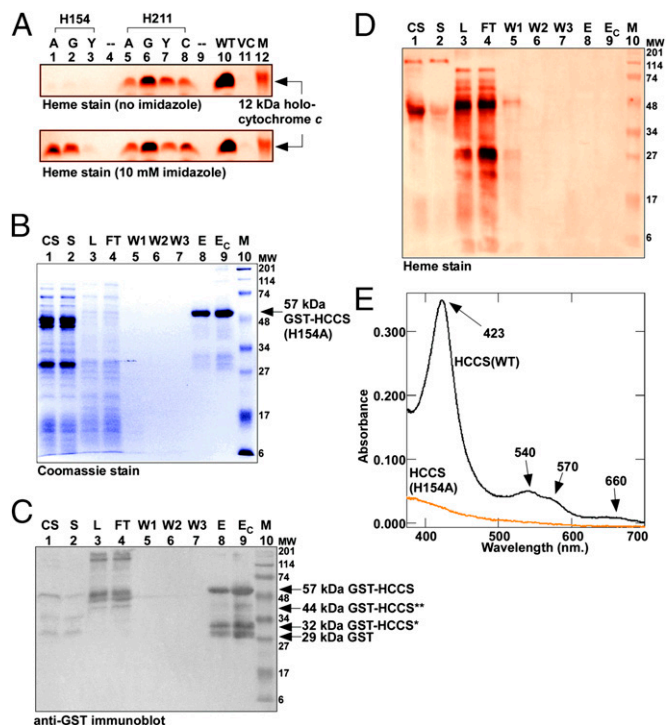 A
H154 H211
A G Y -- A G Y C -- WT VC M
1 2 3 4 5 6 7 8 9 10 11 12
Heme stain (no imidazole)
12 kDa holo-
cytochrome c
Heme stain (10 mM imidazole)
B
CS S L FT W1 W2 W3 E EC M
1 2 3 4 5 6 7 8 9 10 MW
201
114
74
48
34
27
17
6
57 kDa
GST-HCCS
(H154A)
Coomassie stain
C
CS S L FT W1 W2 W3 E EC M
1 2 3 4 5 6 7 8 9 10 MW
201
114
74
48
34
27
17
6
57 kDa GST-HCCS
44 kDa GST-HCCS**
32 kDa GST-HCCS*
29 kDa GST
anti-GST immunoblot
D
CS S L FT W1 W2 W3 E EC M
1 2 3 4 5 6 7 8 9 10 MW
201
114
74
48
34
27
17
6
Heme stain
E
0.300
0.200
0.100
0.000
Absorbance
423
HCCS(WT)
540
570
660
HCCS
(H154A)
400 500 600 700
Wavelength (nm.)